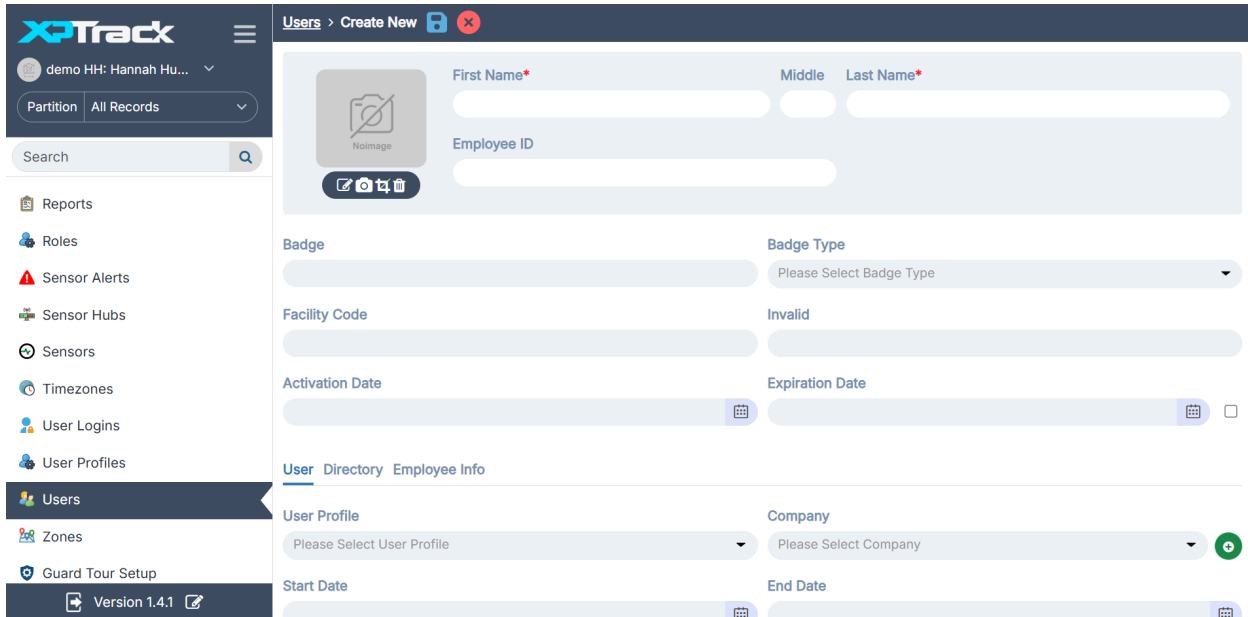 XPTrack
demo HH: Hannah Hu...
Partition All Records
Search
Reports
Roles
Sensor Alerts
Sensor Hubs
Sensors
Timezones
User Logins
User Profiles
Users
Zones
Guard Tour Setup
Version 1.4.1
Users > Create New
Noimage
First Name*
Middle
Last Name*
Employee ID
Badge
Badge Type
Please Select Badge Type
Facility Code
Invalid
Activation Date
Expiration Date
User Directory Employee Info
User Profile
Company
Please Select User Profile
Please Select Company
Start Date
End Date